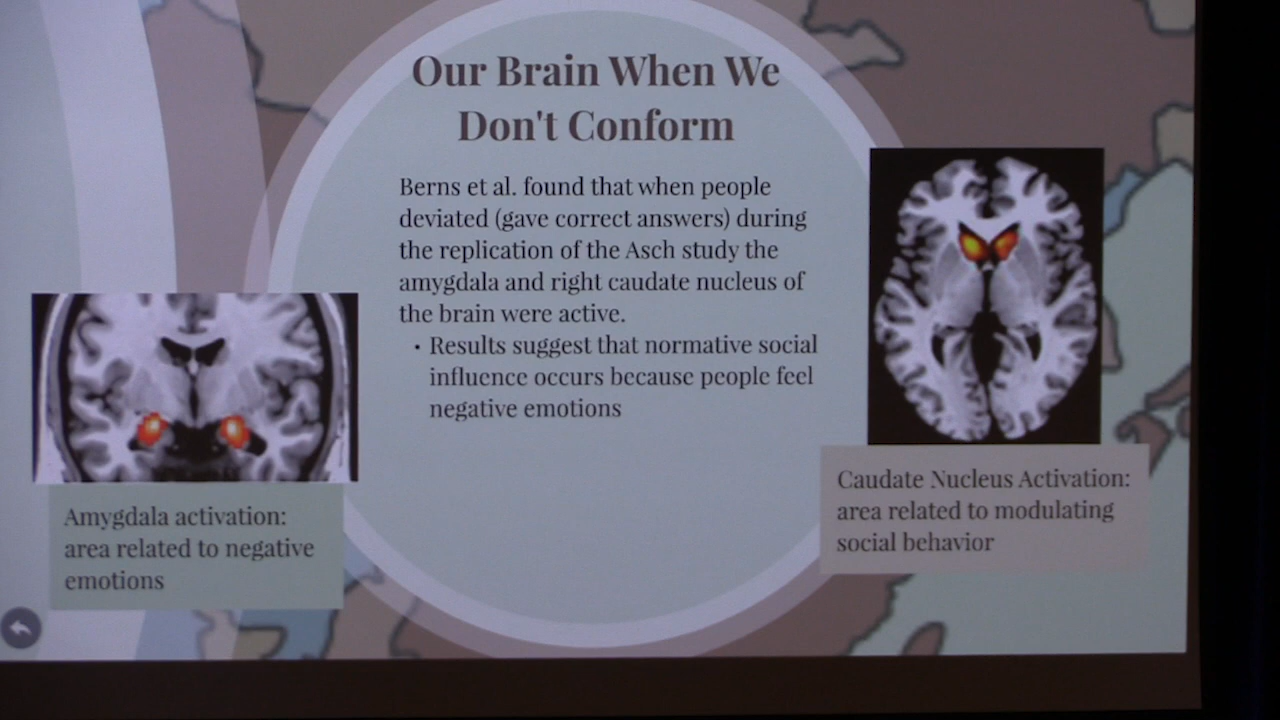 Our Brain When We
Don't Conform
Berns et al. found that when people
deviated (gave correct answers) during
the replication of the Asch study the
amygdala and right caudate nucleus of
the brain were active.
· Results suggest that normative social
influence occurs because people feel
negative emotions
Amygdala activation:
area related to negative
emotions
Caudate Nucleus Activation:
area related to modulating
social behavior